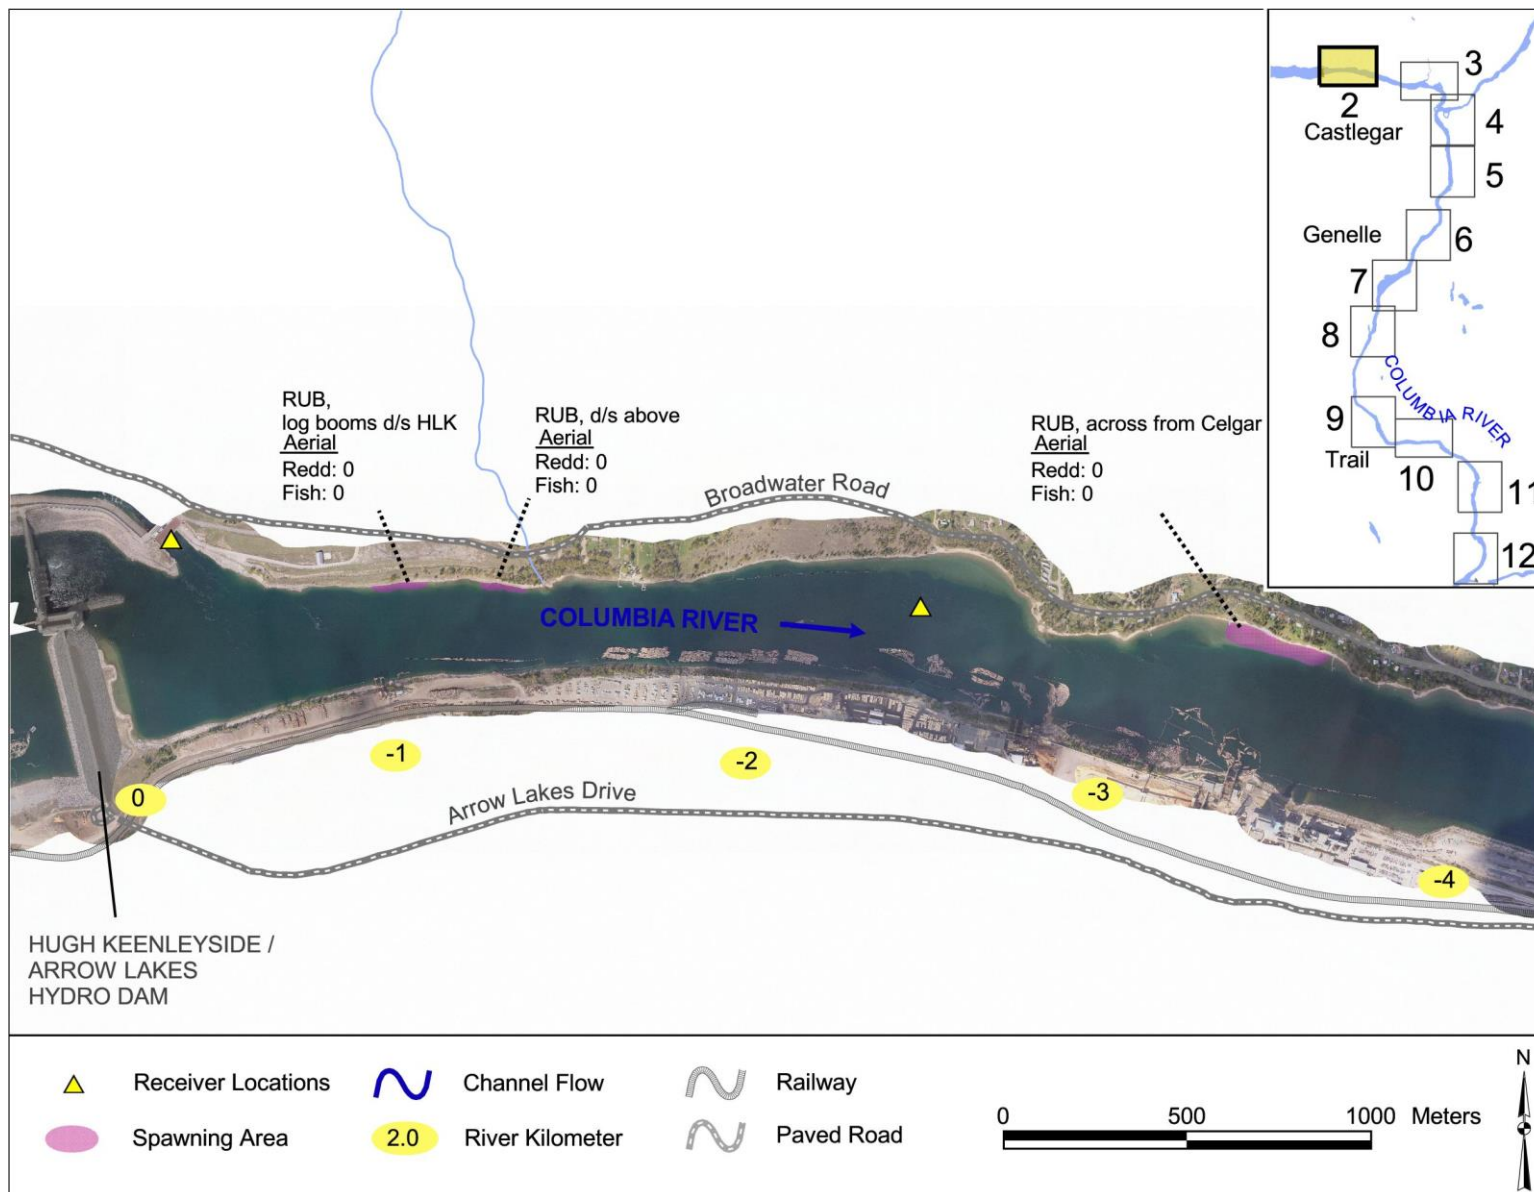 3
2
Castlegar
4
5
Genelle
6
7
8
COLUMBIA RIVER
9
Trail
10
11
12
RUB,
log booms d/s HLK
Aerial
Redd: 0
Fish: 0
RUB, d/s above
Aerial
Redd: 0
Fish: 0
RUB, across from Celgar
Aerial
Redd: 0
Fish: 0
Broadwater Road
COLUMBIA RIVER
-1
-2
-3
-4
0
Arrow Lakes Drive
HUGH KEENLEYSIDE /
ARROW LAKES
HYDRO DAM
Receiver Locations
Channel Flow
Railway
Spawning Area
2.0
River Kilometer
Paved Road
0 500 1000 Meters
N